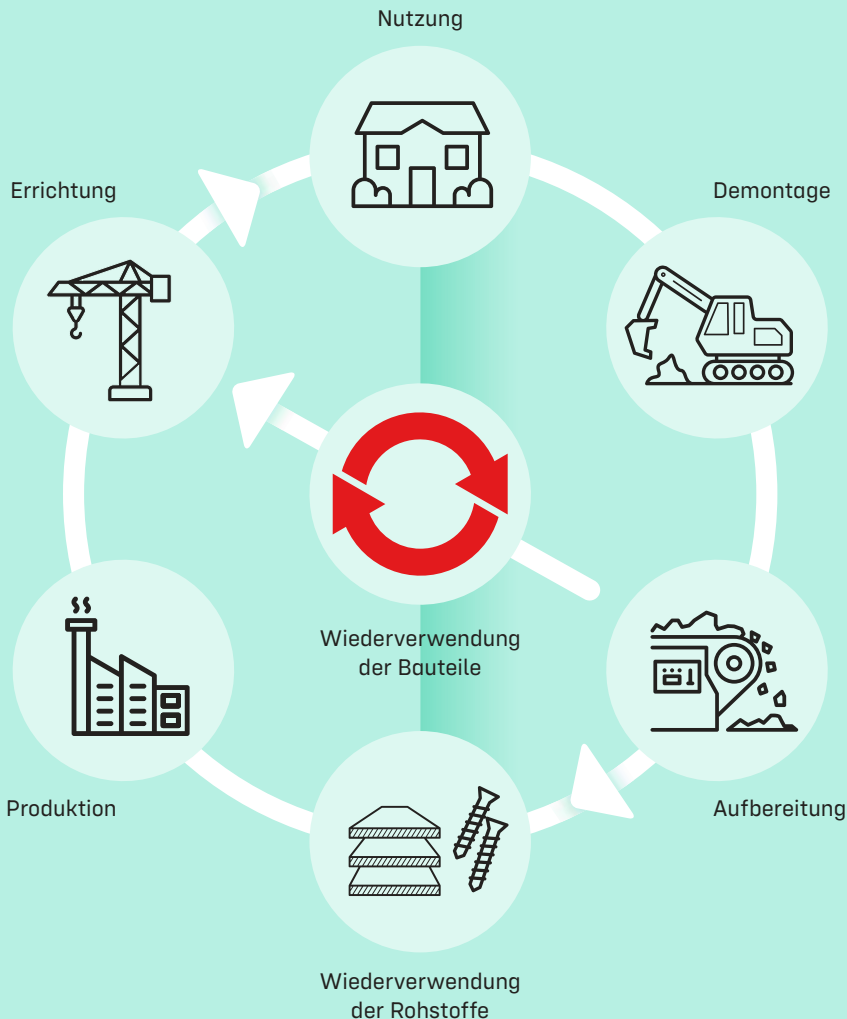 Nutzung
Errichtung
Demontage
Wiederverwendung
der Bauteile
Produktion
Aufbereitung
Wiederverwendung
der Rohstoffe